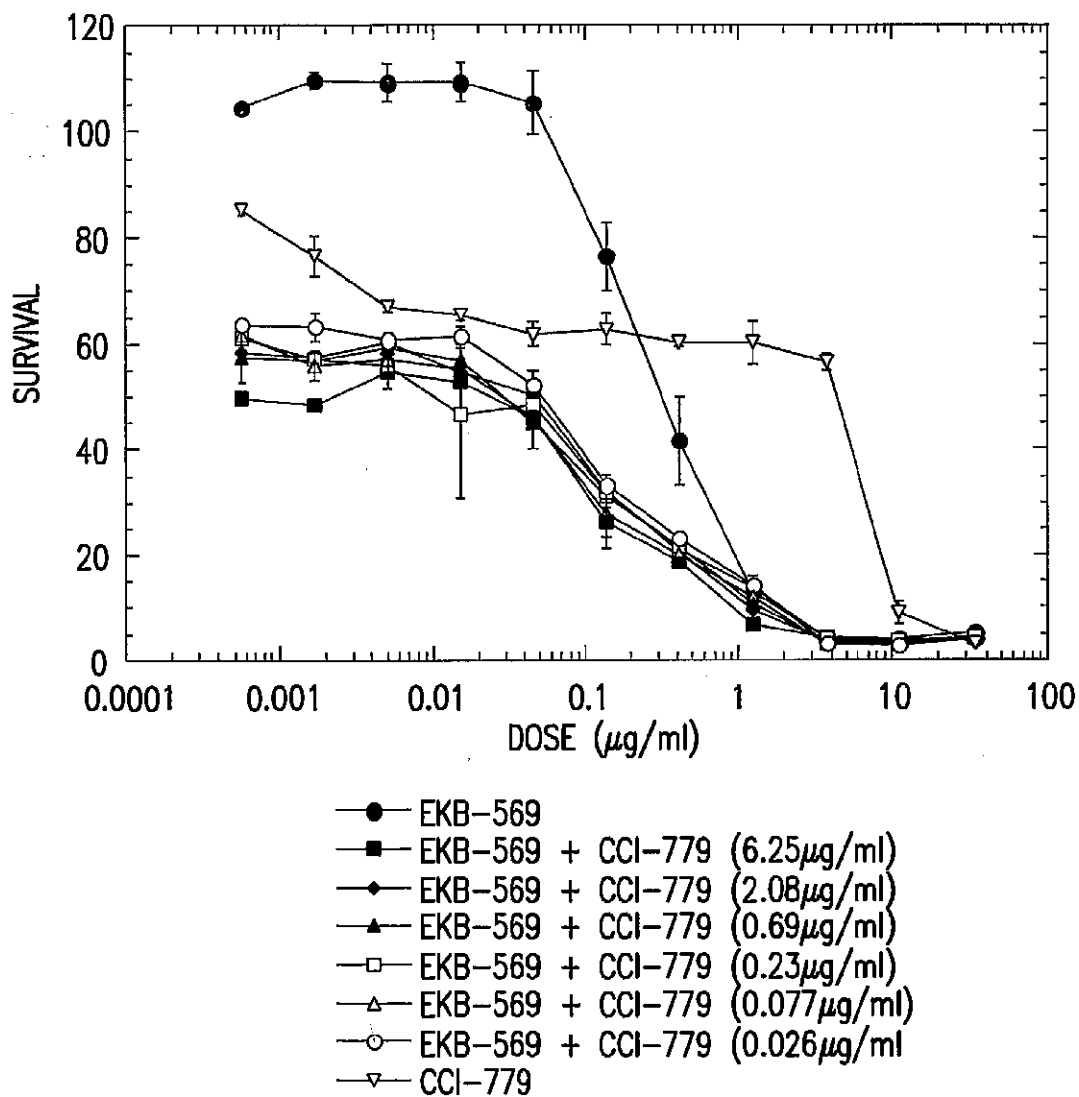 120
100
80
60
40
20
0
SURVIVAL
0.0001 0.001 0.01 0.1 1 10 100
DOSE (μg/ml)
EKB-569
EKB-569 + CCI-779 (6.25μg/ml)
EKB-569 + CCI-779 (2.08μg/ml)
EKB-569 + CCI-779 (0.69μg/ml)
EKB-569 + CCI-779 (0.23μg/ml)
EKB-569 + CCI-779 (0.077μg/ml)
EKB-569 + CCI-779 (0.026μg/ml
CCI-779